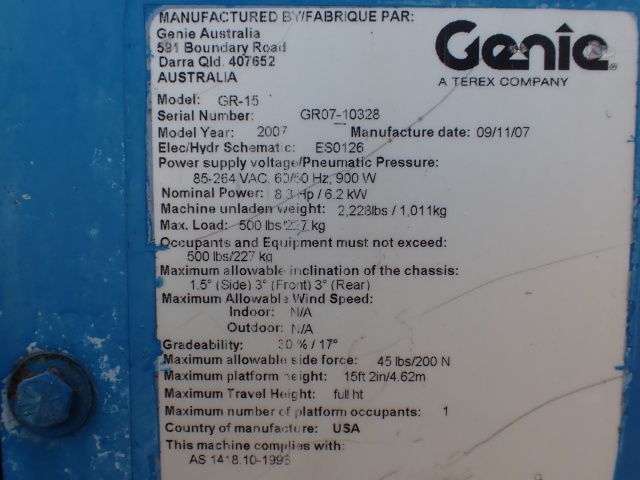 MANUFACTURED BY/FABRIQUE PAR:
Genie Australia
591 Boundary Road
Darra Qld. 407652
AUSTRALIA
Genie
A TEREX COMPANY
Model: GR-15
Serial Number: GR07-10328
Model Year: 2007 Manufacture date: 09/11/07
Elec/Hydr Schematic: ES0126
Power supply voltage/Pneumatic Pressure:
85-264 VAC, 60/50 Hz, 900 W
Nominal Power: 8.3 Hp / 6.2 kW
Machine unladen weight: 2,228lbs / 1,011kg
Max. Load: 500 lbs/227 kg
Occupants and Equipment must not exceed:
500 lbs/227 kg
Maximum allowable inclination of the chassis:
1.5° (Side) 3° (Front) 3° (Rear)
Maximum Allowable Wind Speed:
Indoor: N/A
Outdoor: N/A
Gradeability: 30 % / 17°
Maximum allowable side force: 45 lbs/200 N
Maximum platform height: 15ft 2in/4.62m
Maximum Travel Height: full ht
Maximum number of platform occupants: 1
Country of manufacture: USA
This machine complies with:
AS 1418.10-1996